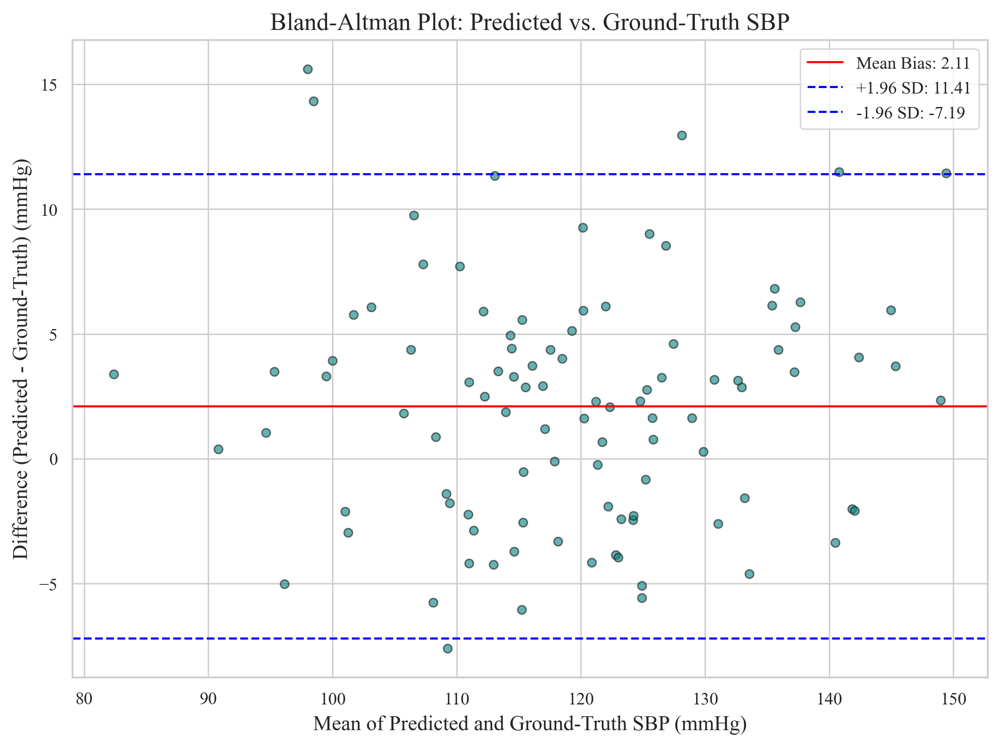 Bland-Altman Plot: Predicted vs. Ground-Truth SBP
Mean Bias: 2.11
+1.96 SD: 11.41
-1.96 SD: -7.19
Difference (Predicted - Ground-Truth) (mmHg)
15
10
5
0
−5
80 90 100 110 120 130 140 150
Mean of Predicted and Ground-Truth SBP (mmHg)